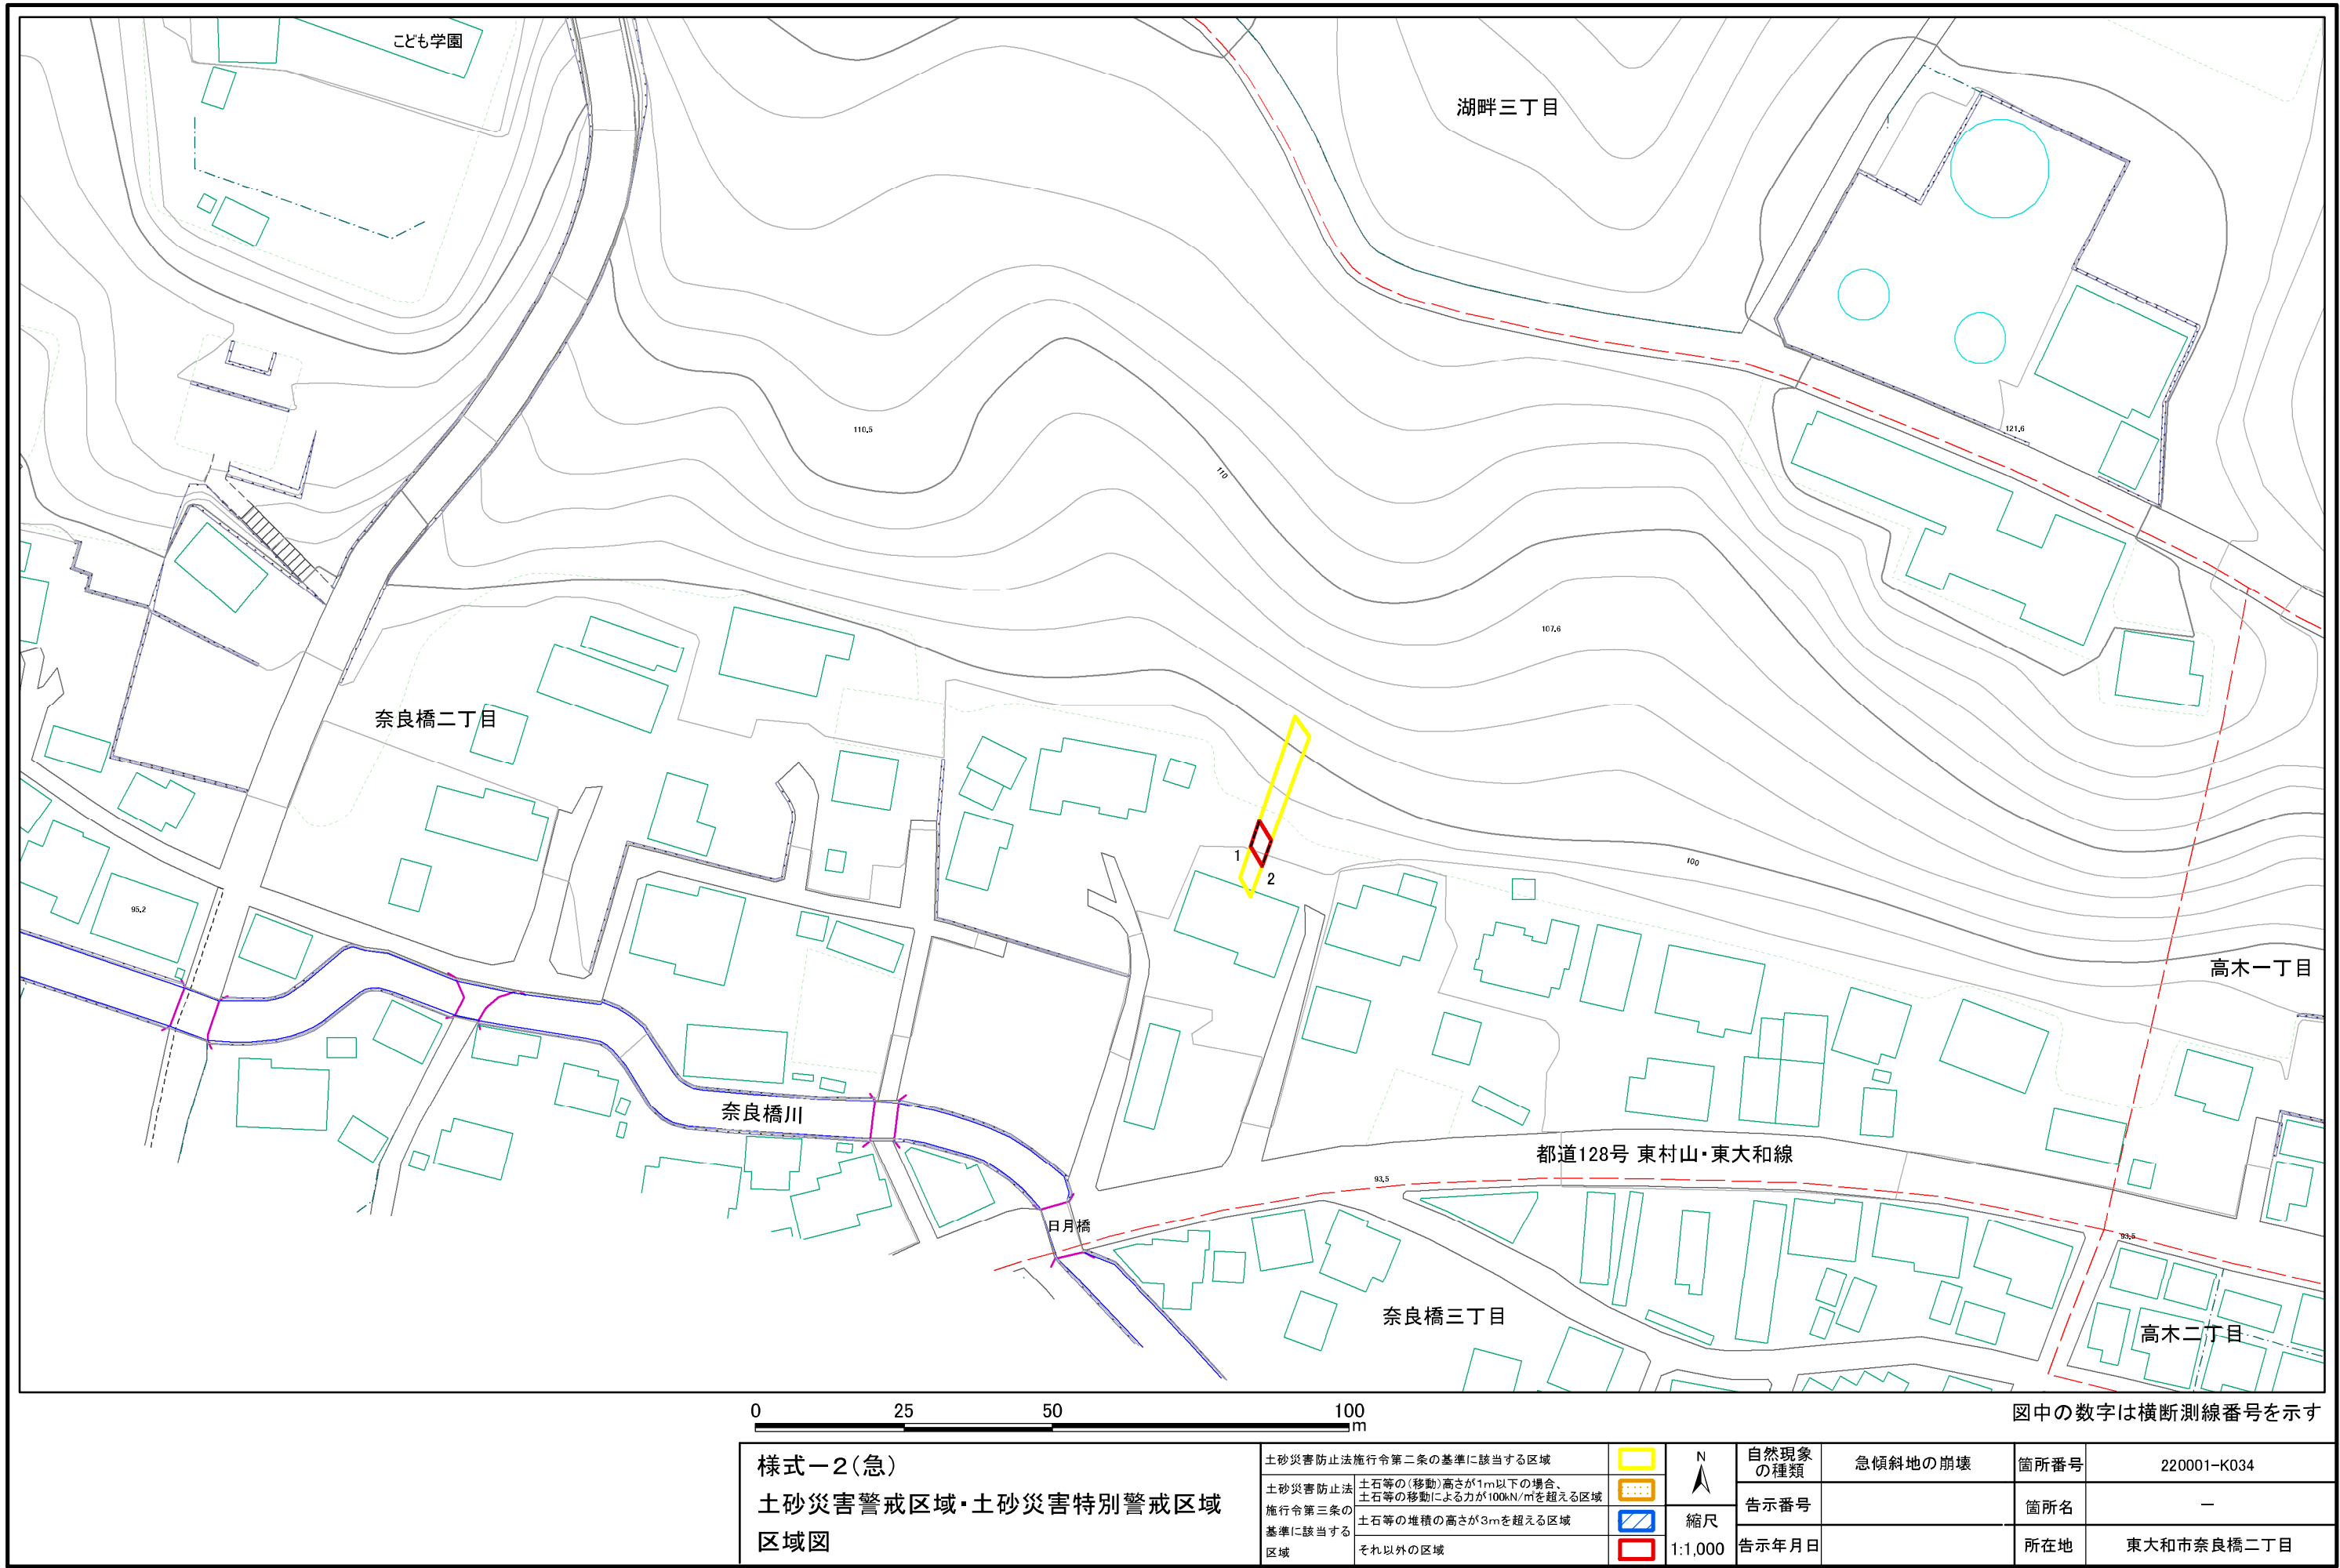 こども学園
湖畔三丁目
121.6
110.5
110
107.6
奈良橋二丁目
1
2
100
95.2
高木一丁目
奈良橋川
都道128号 東村山・東大和線
93.5
日月橋
93.5
奈良橋三丁目
高木二丁目
0 25 50 100
m
図中の数字は横断測線番号を示す
様式－2(急)
土砂災害警戒区域・土砂災害特別警戒区域
区域図
土砂災害防止法施行令第二条の基準に該当する区域
土砂災害防止法
施行令第三条の
基準に該当する
区域
土石等の(移動)高さが1m以下の場合、
土石等の移動による力が100kN/㎡を超える区域
土石等の堆積の高さが3mを超える区域
それ以外の区域
N
縮尺
1:1,000
自然現象
の種類
急傾斜地の崩壊
箇所番号
220001-K034
告示番号
箇所名
－
告示年月日
所在地
東大和市奈良橋二丁目